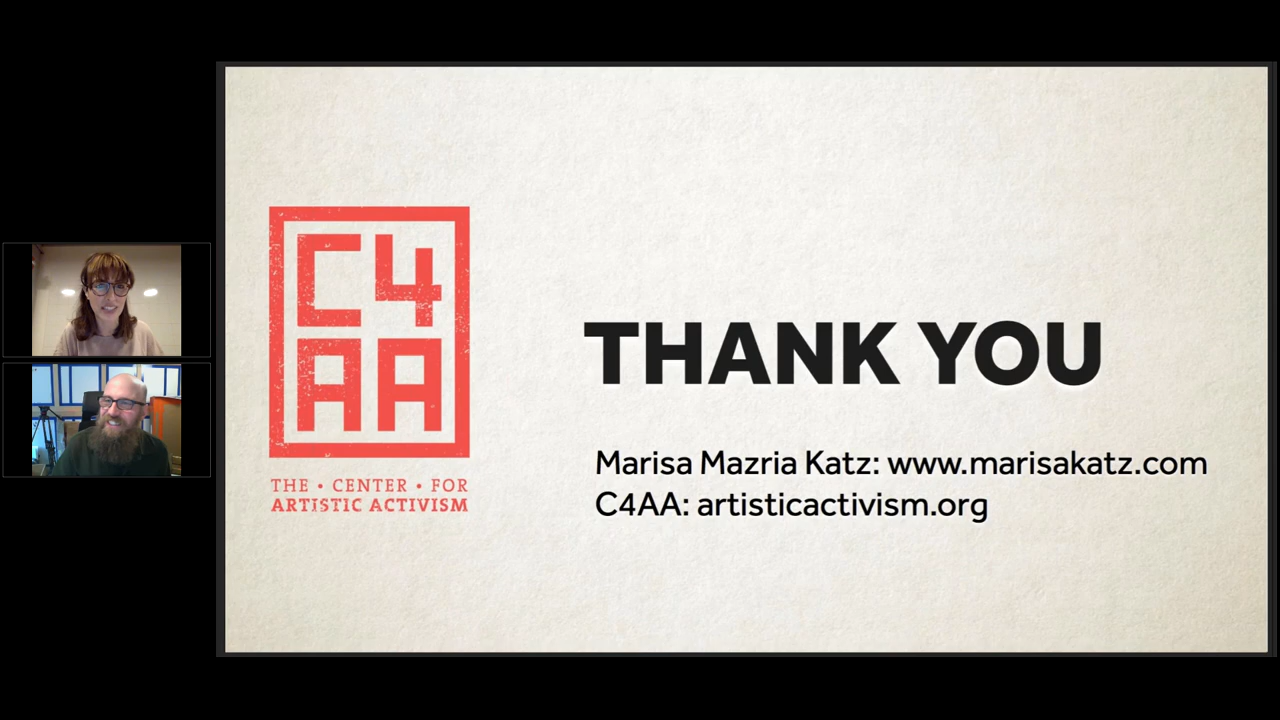 C4
AA
THE • CENTER • FOR
ARTISTIC ACTIVISM
THANK YOU
Marisa Mazria Katz: www.marisakatz.com
C4AA: artisticactivism.org